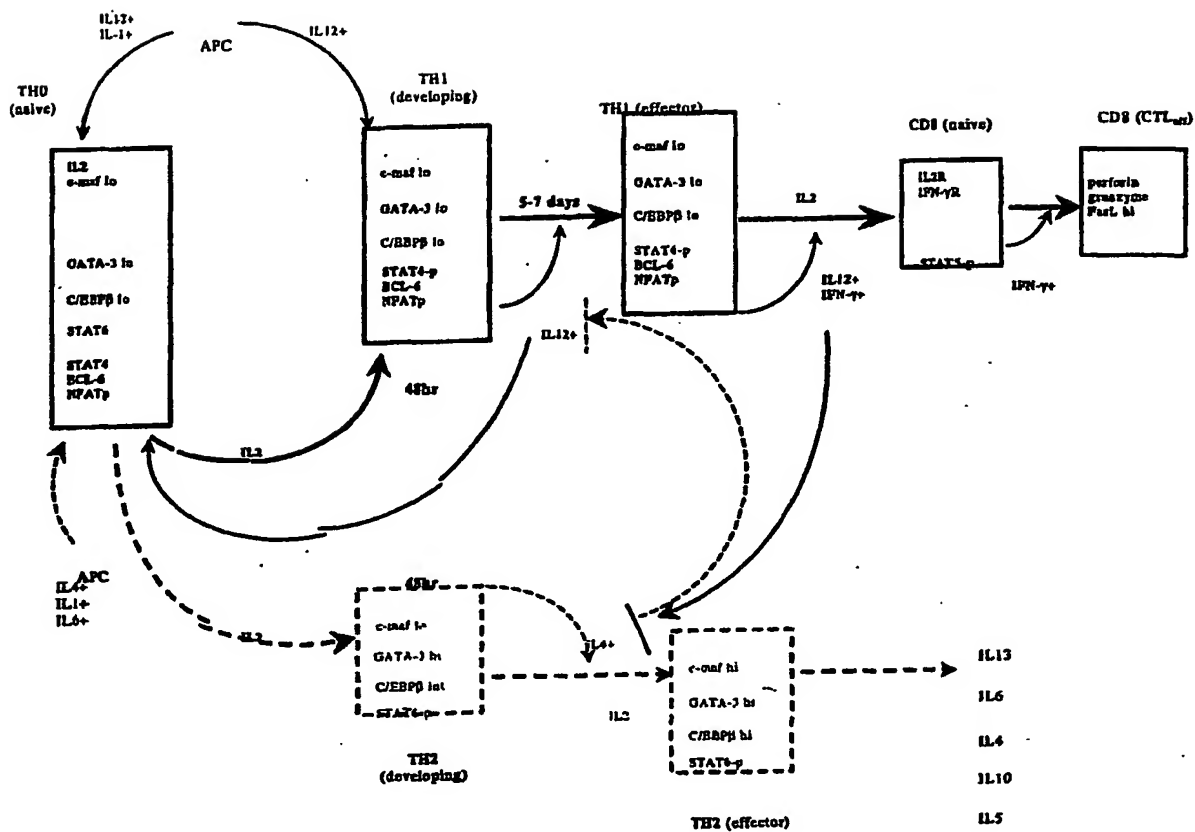 IL12+
IL-1+
APC
IL12+
TH0
(naive)
TH1
(developing)
TH1 (effector)
CD8 (naive)
CD8 (CTLeff)
IL2
c-maf lo
GATA-3 lo
C/EBPβ lo
STAT6
STAT4
BCL-6
NFATp
c-maf lo
GATA-3 lo
C/EBPβ lo
STAT4-p
BCL-6
NFATp
5-7 days
c-maf lo
GATA-3 lo
C/EBPβ lo
STAT4-p
BCL-6
NFATp
IL2
IL12+
IFN-γ+
IL2R
IFN-γR
STAT5-p
IFN-γ+
perforin
granzyme
FasL hi
IL12+
48hr
IL2
APC
IL4+
IL1+
IL6+
IL2
48hr
c-maf
GATA-3
C/EBPβ int
STAT6-p
TH2
(developing)
IL4+
IL2
c-maf hi
GATA-3 hi
C/EBPβ hi
STAT6-p
TH2 (effector)
IL13
IL6
IL4
IL10
IL5